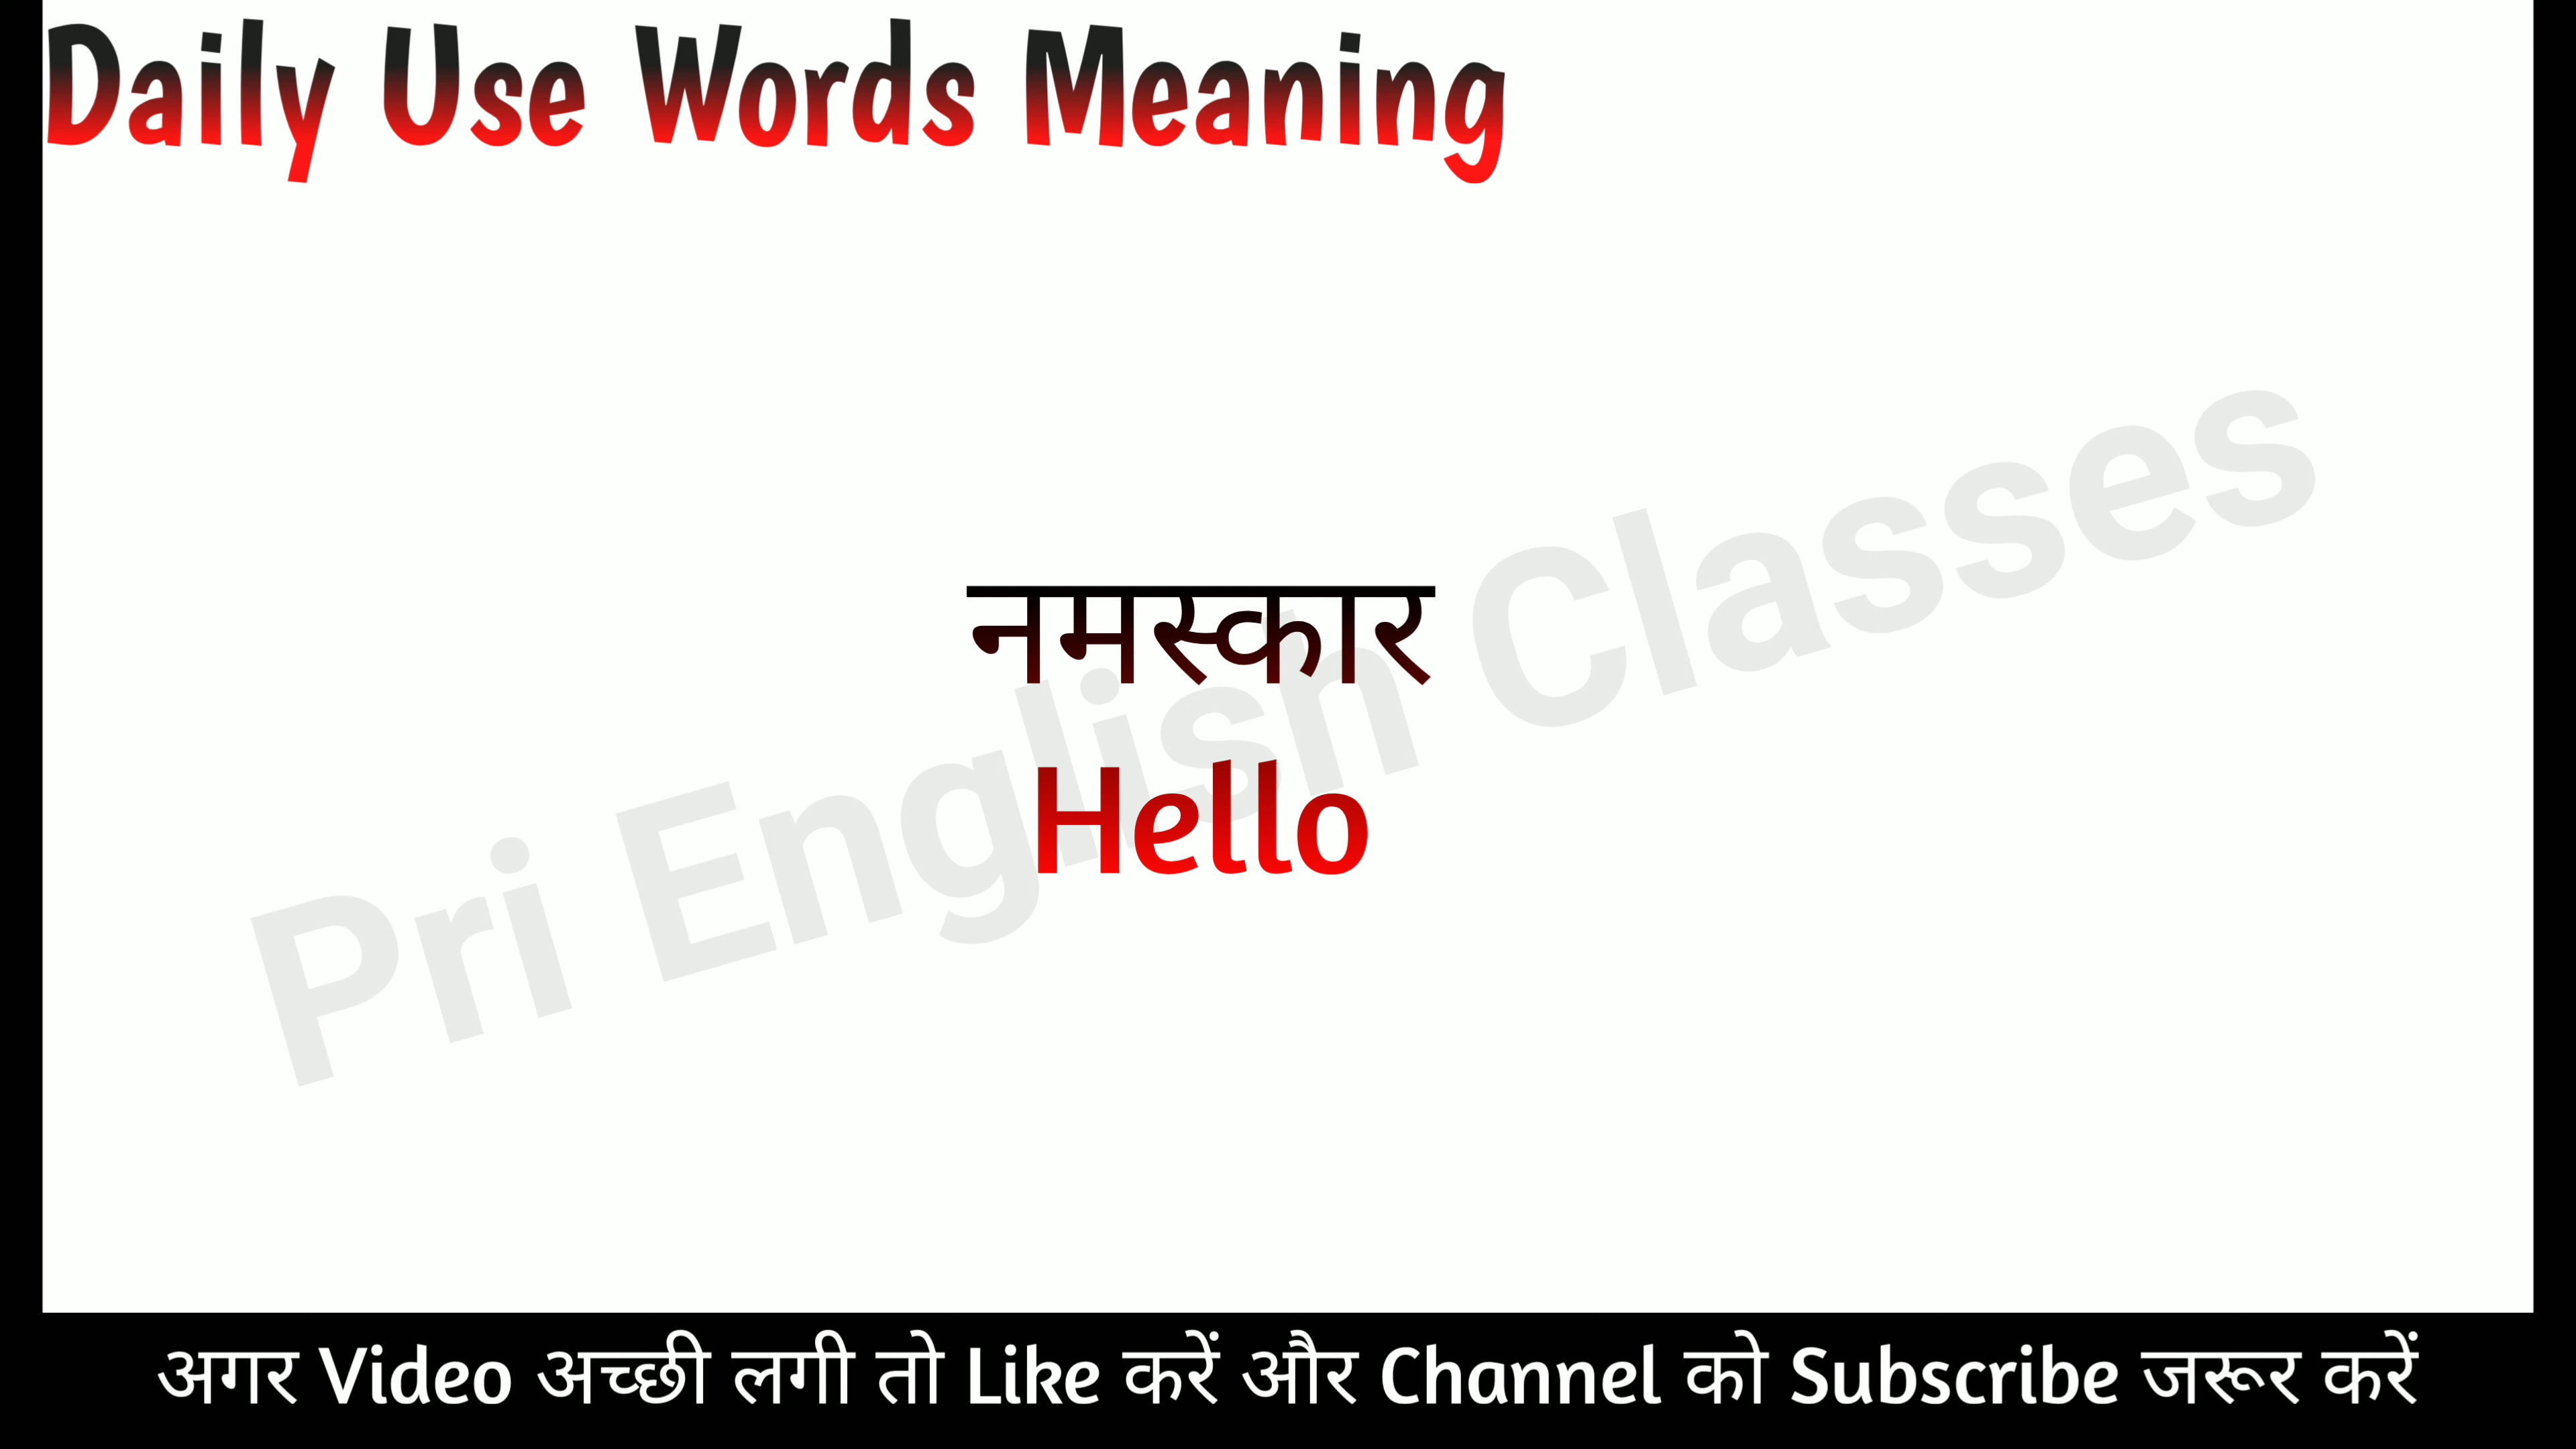 Daily Use Words Meaning
नमस्कार
Hello
Pri English Classes
अगर Video अच्छी लगी तो Like करें और Channel को Subscribe जरूर करें